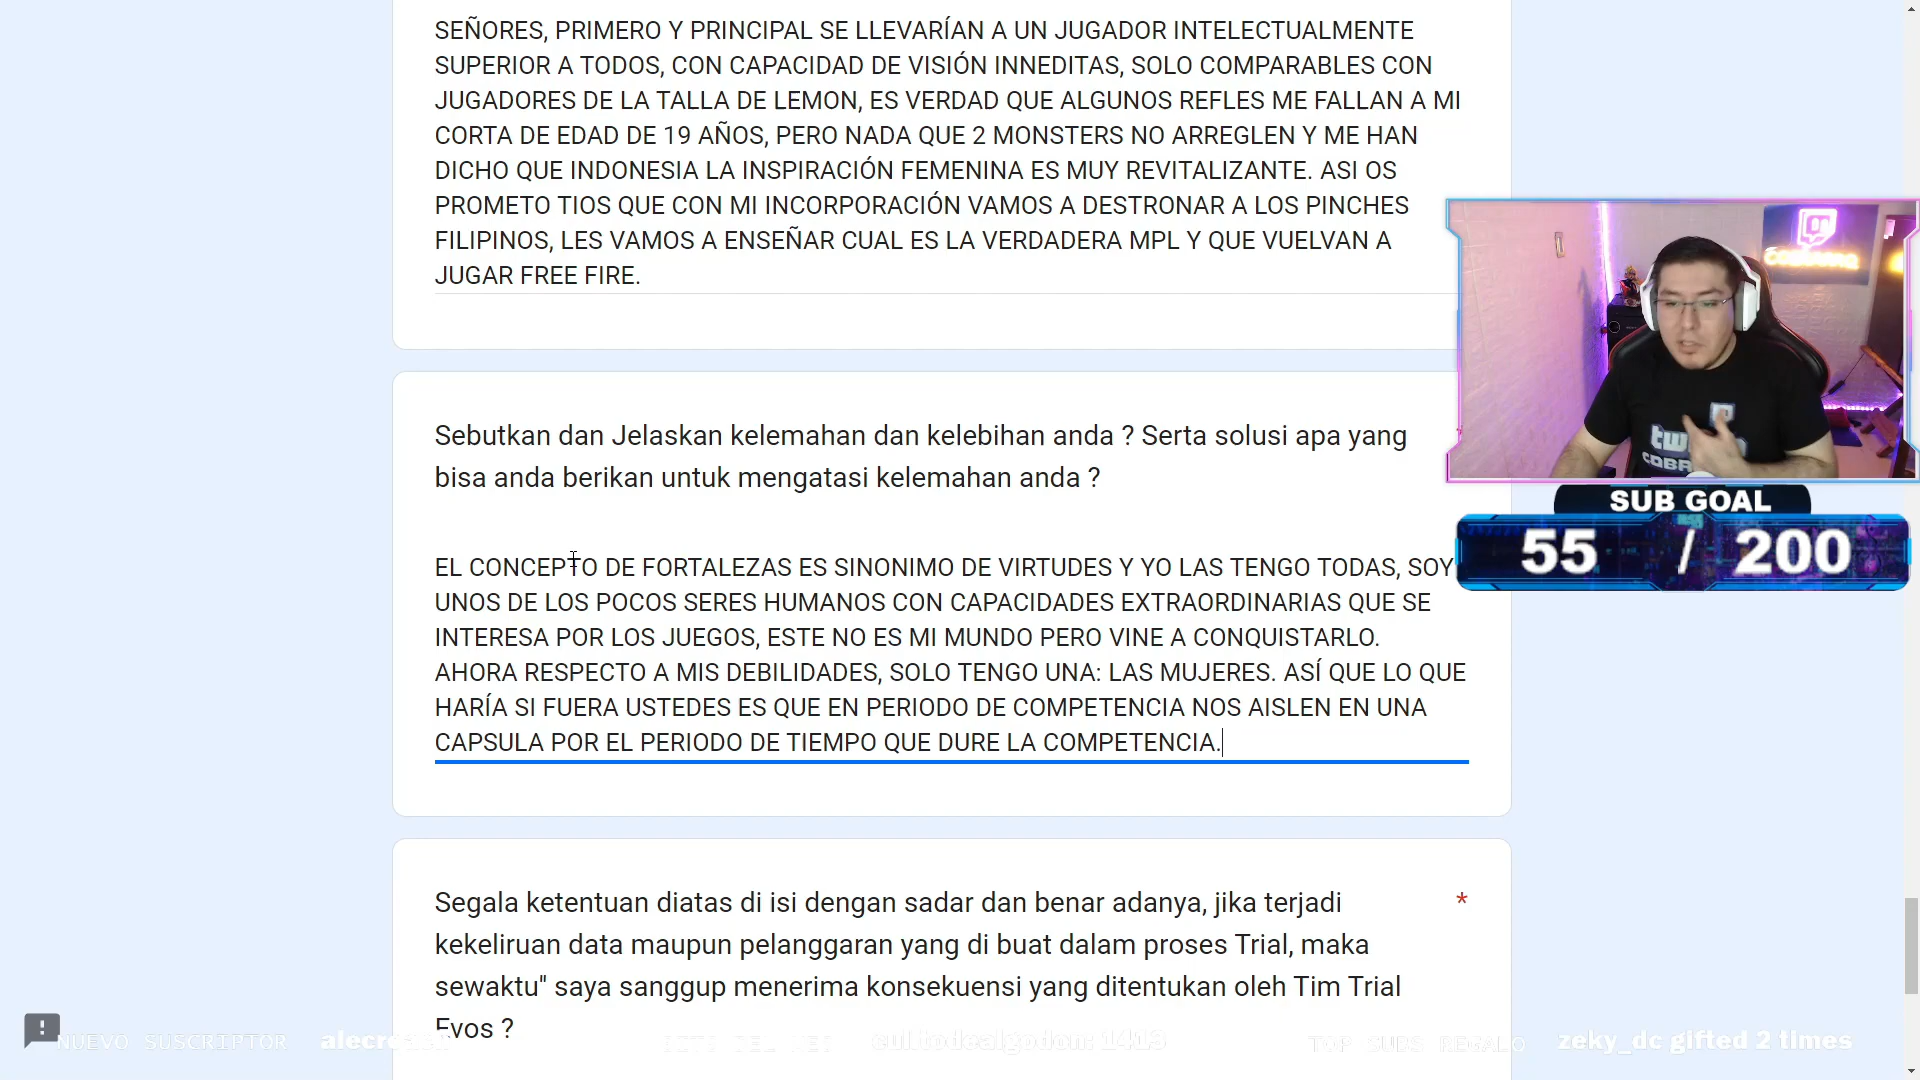 SEÑORES, PRIMERO Y PRINCIPAL SE LLEVARÍAN A UN JUGADOR INTELECTUALMENTE
SUPERIOR A TODOS, CON CAPACIDAD DE VISIÓN INNEDITAS, SOLO COMPARABLES CON
JUGADORES DE LA TALLA DE LEMON, ES VERDAD QUE ALGUNOS REFLES ME FALLAN A MI
CORTA DE EDAD DE 19 AÑOS, PERO NADA QUE 2 MONSTERS NO ARREGLEN Y ME HAN
DICHO QUE INDONESIA LA INSPIRACIÓN FEMENINA ES MUY REVITALIZANTE. ASI OS
PROMETO TIOS QUE CON MI INCORPORACIÓN VAMOS A DESTRONAR A LOS PINCHES
FILIPINOS, LES VAMOS A ENSEÑAR CUAL ES LA VERDADERA MPL Y QUE VUELVAN A
JUGAR FREE FIRE.
Sebutkan dan Jelaskan kelemahan dan kelebihan anda ? Serta solusi apa yang
bisa anda berikan untuk mengatasi kelemahan anda ?
EL CONCEPTO DE FORTALEZAS ES SINONIMO DE VIRTUDES Y YO LAS TENGO TODAS, SOY
UNOS DE LOS POCOS SERES HUMANOS CON CAPACIDADES EXTRAORDINARIAS QUE SE
INTERESA POR LOS JUEGOS, ESTE NO ES MI MUNDO PERO VINE A CONQUISTARLO.
AHORA RESPECTO A MIS DEBILIDADES, SOLO TENGO UNA: LAS MUJERES. ASÍ QUE LO QUE
HARÍA SI FUERA USTEDES ES QUE EN PERIODO DE COMPETENCIA NOS AISLEN EN UNA
CAPSULA POR EL PERIODO DE TIEMPO QUE DURE LA COMPETENCIA.
SUB GOAL
55 / 200
Segala ketentuan diatas di isi dengan sadar dan benar adanya, jika terjadi *
kekeliruan data maupun pelanggaran yang di buat dalam proses Trial, maka
sewaktu" saya sanggup menerima konsekuensi yang ditentukan oleh Tim Trial
Evos ?
NUEVO SUSCRIPTOR
TOP SUBS REGALO zeky_dc gifted 2 times